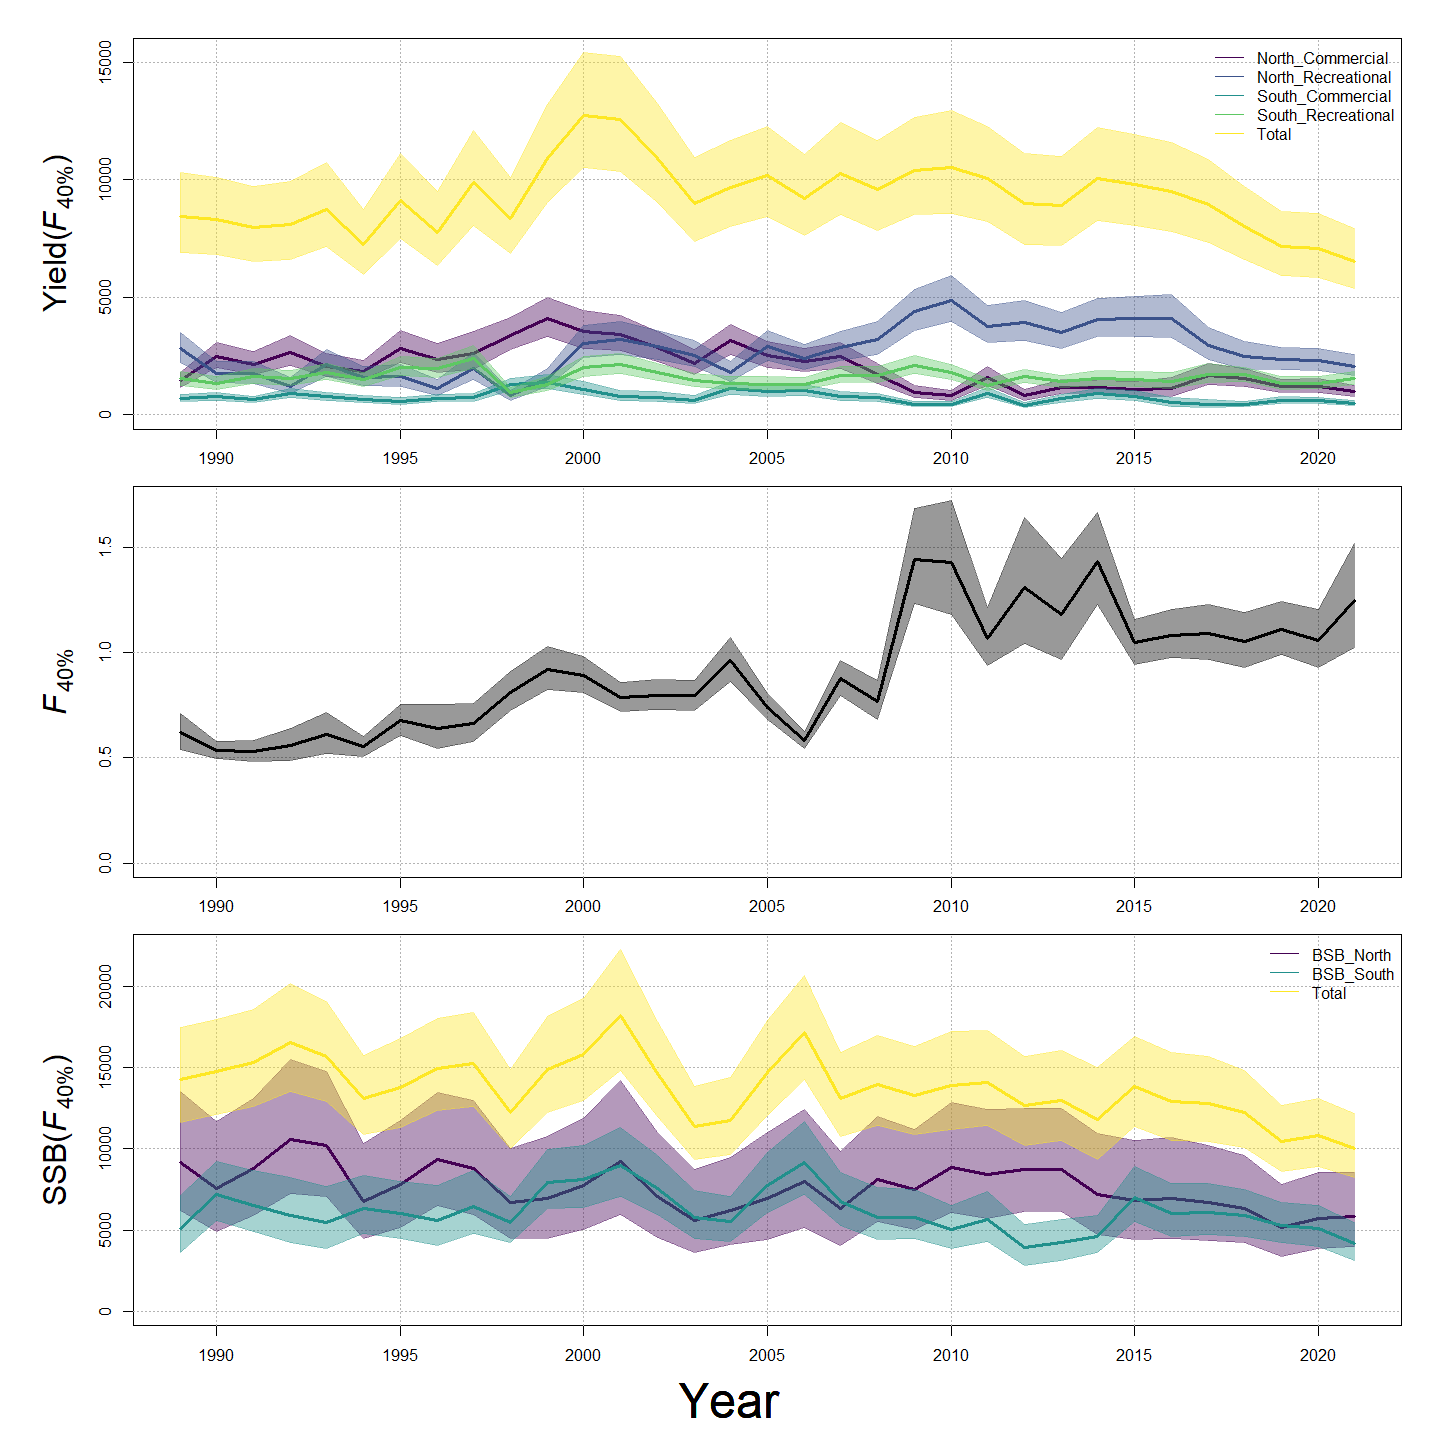 Yield(F40%)
15000
10000
5000
0
North_Commercial
North_Recreational
South_Commercial
South_Recreational
Total
1990 1995 2000 2005 2010 2015 2020
F40%
1.5
1.0
0.5
0.0
1990 1995 2000 2005 2010 2015 2020
SSB(F40%)
20000
15000
10000
5000
0
BSB_North
BSB_South
Total
1990 1995 2000 2005 2010 2015 2020
Year